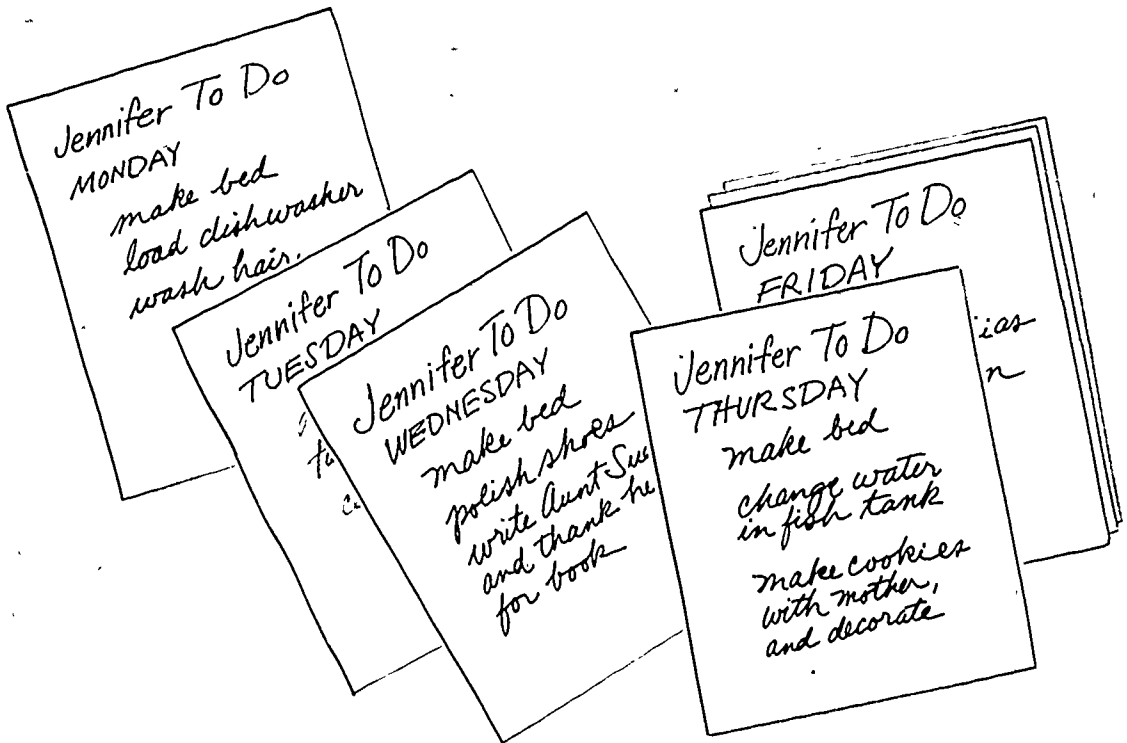 Jennifer To Do
MONDAY
make bed
load dishwasher
wash hair.
Jennifer To Do
TUESDAY
Jennifer To Do
WEDNESDAY
make bed
polish shoes
write Aunt Sue
and thank he
for book
Jennifer To Do
THURSDAY
make bed
change water
in fish tank
make cookies
with mother,
and decorate
Jennifer To Do
FRIDAY
ias
n